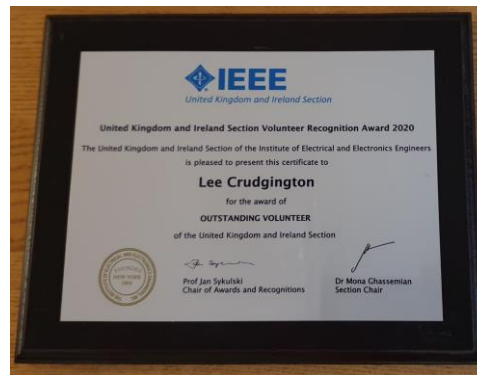 IEEE
United Kingdom and Ireland Section
United Kingdom and Ireland Section Volunteer Recognition Award 2020
The United Kingdom and Ireland Section of the Institute of Electrical and Electronics Engineers
is pleased to present this certificate to
Lee Crudgington
for the award of
OUTSTANDING VOLUNTEER
of the United Kingdom and Ireland Section
FOUNDED
NEW YORK
Prof Jan Sykulski
Chair of Awards and Recognitions
Dr Mona Ghassemian
Section Chair